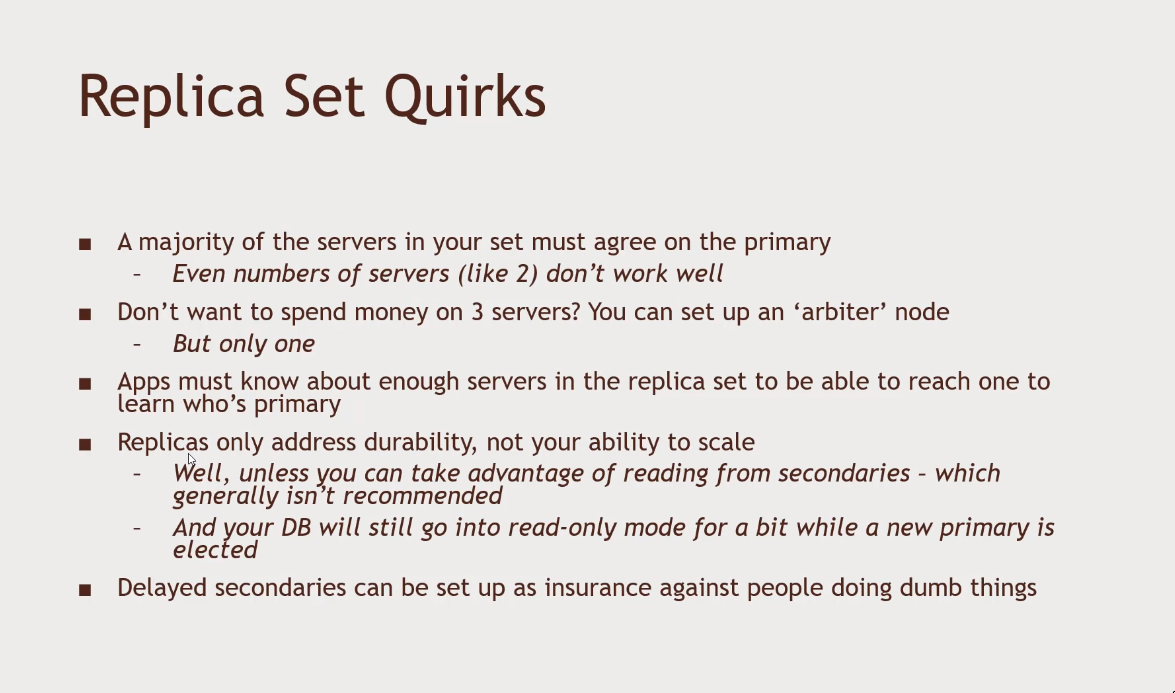 Replica Set Quirks
■ A majority of the servers in your set must agree on the primary
– Even numbers of servers (like 2) don’t work well
■ Don’t want to spend money on 3 servers? You can set up an ‘arbiter’ node
– But only one
■ Apps must know about enough servers in the replica set to be able to reach one to
learn who’s primary
■ Replicas only address durability, not your ability to scale
– Well, unless you can take advantage of reading from secondaries – which
generally isn’t recommended
– And your DB will still go into read-only mode for a bit while a new primary is
elected
■ Delayed secondaries can be set up as insurance against people doing dumb things